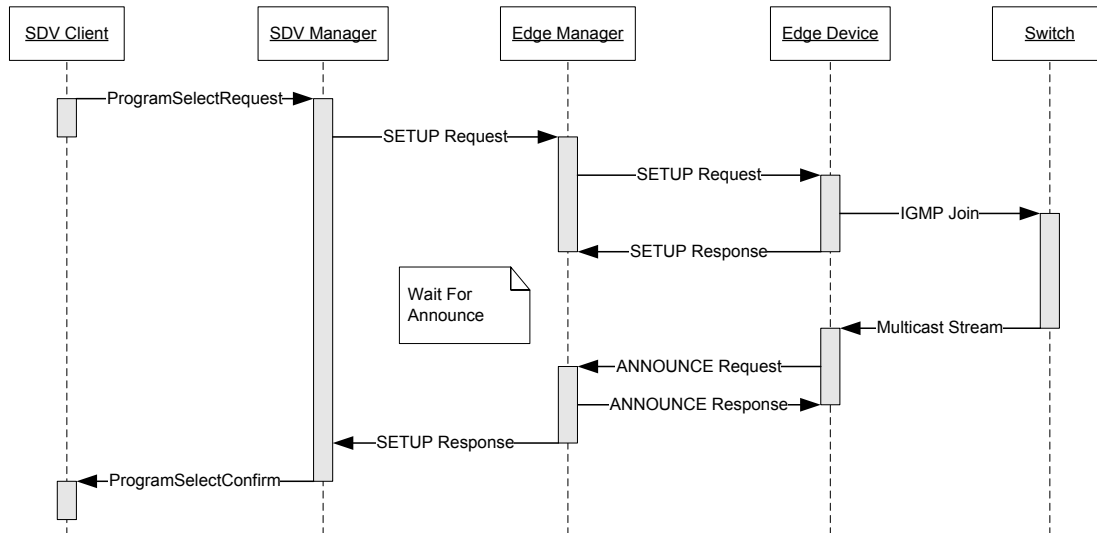 SDV Client
SDV Manager
Edge Manager
Edge Device
Switch
ProgramSelectRequest
SETUP Request
SETUP Request
IGMP Join
SETUP Response
Wait For
Announce
Multicast Stream
ANNOUNCE Request
ANNOUNCE Response
SETUP Response
ProgramSelectConfirm